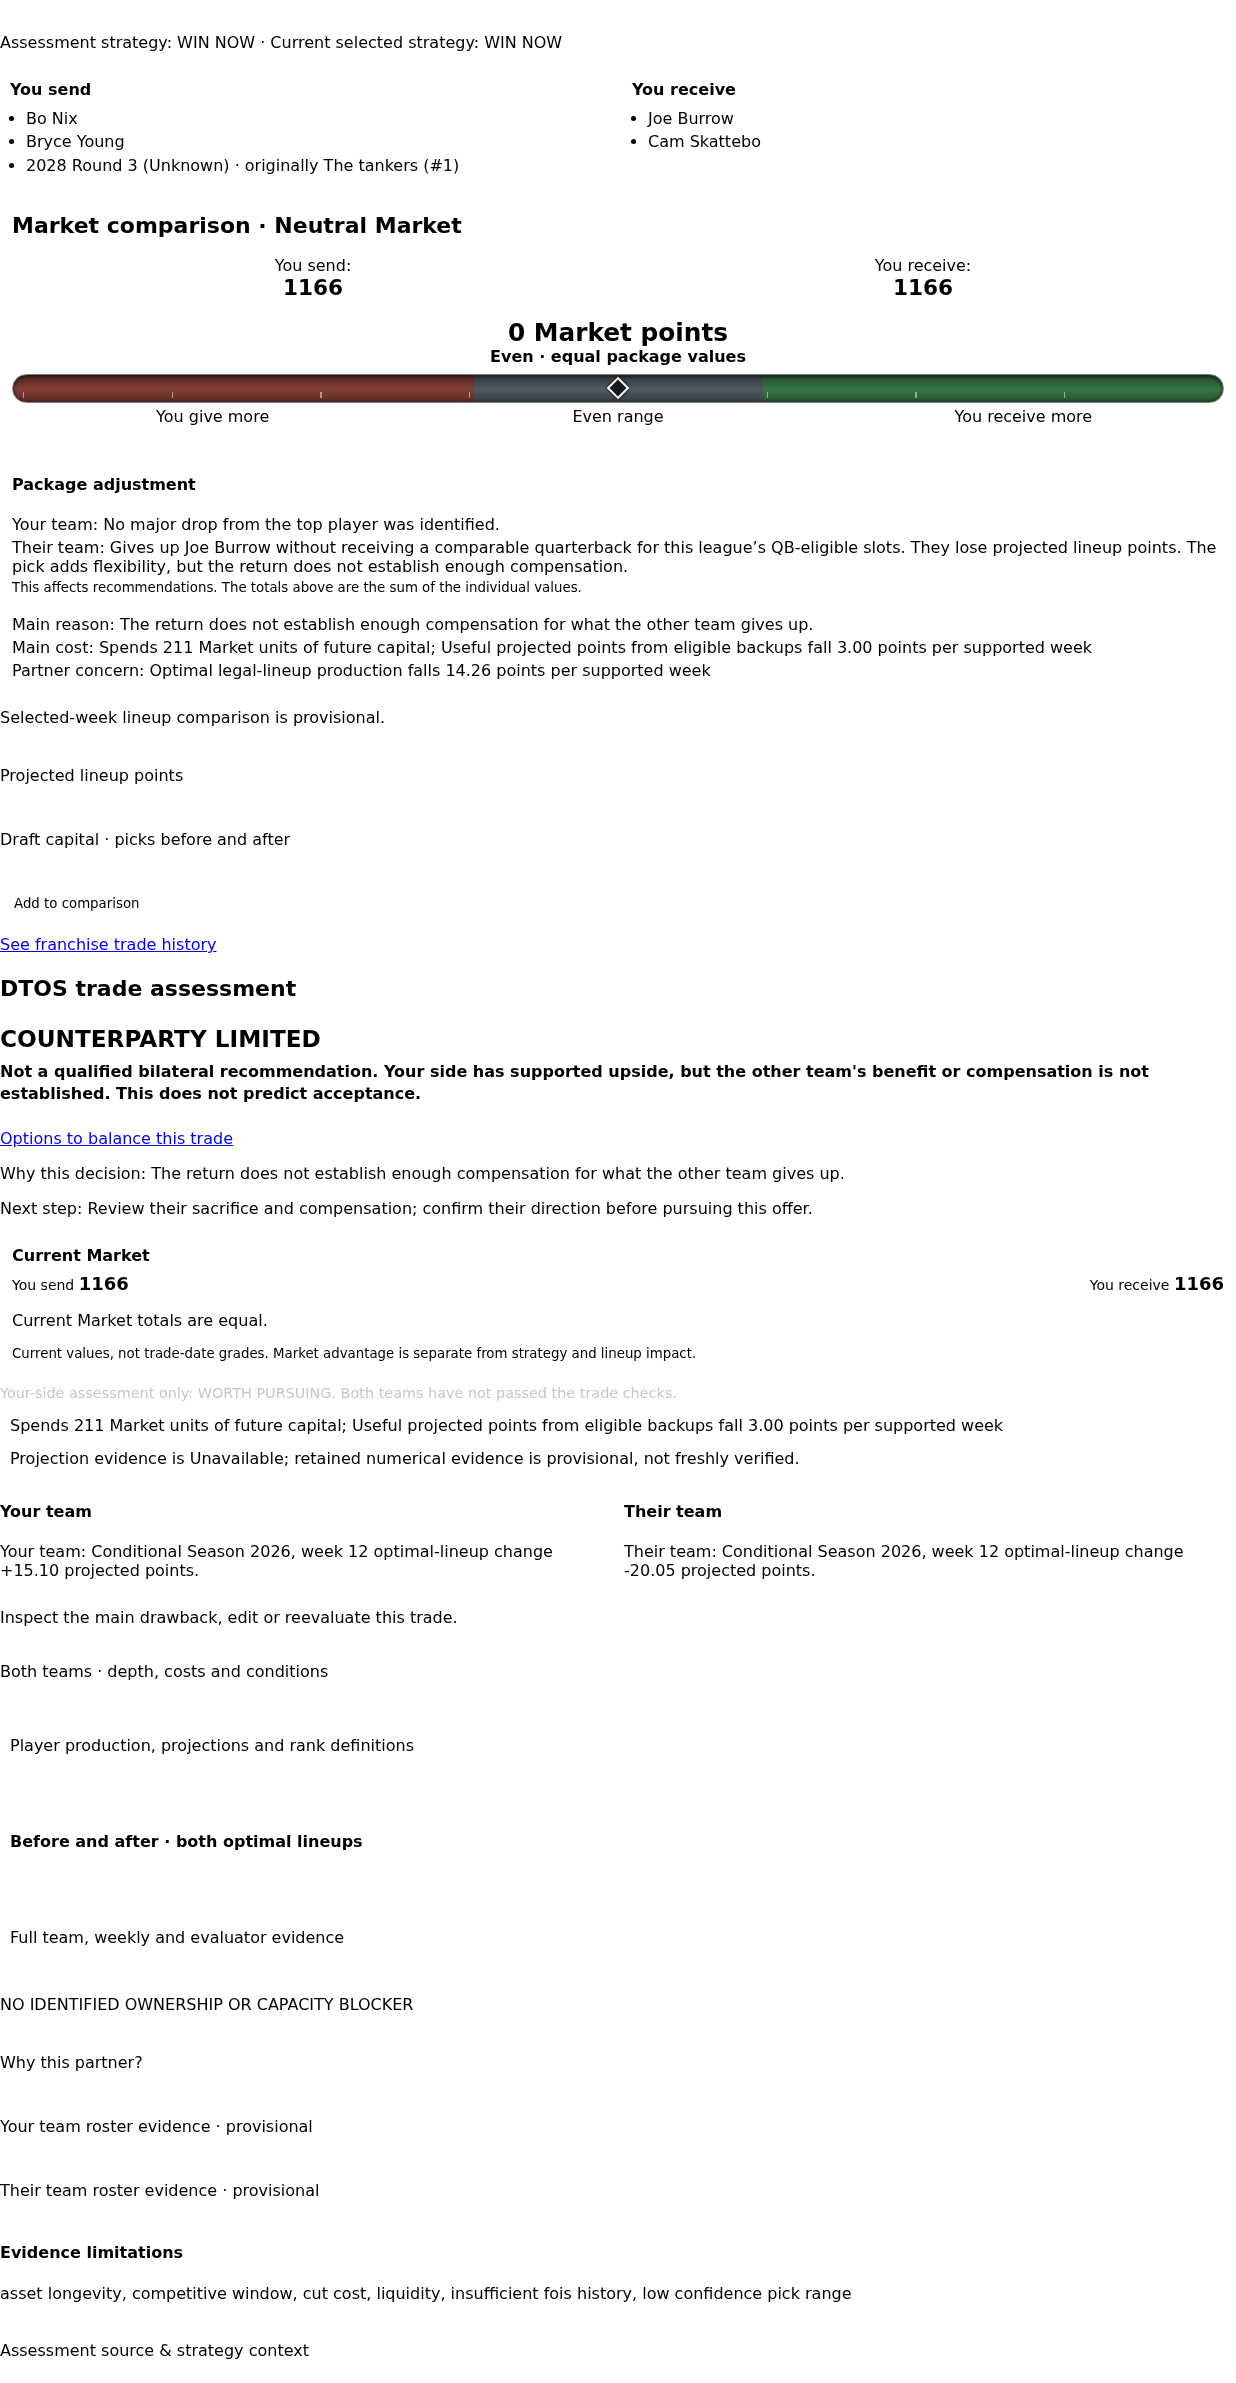 Assessment strategy: WIN NOW · Current selected strategy: WIN NOW
You send
• Bo Nix
• Bryce Young
• 2028 Round 3 (Unknown) · originally The tankers (#1)
You receive
• Joe Burrow
• Cam Skattebo
Market comparison · Neutral Market
You send:
1166
You receive:
1166
0 Market points
Even · equal package values
You give more
Even range
You receive more
Package adjustment
Your team: No major drop from the top player was identified.
Their team: Gives up Joe Burrow without receiving a comparable quarterback for this league’s QB-eligible slots. They lose projected lineup points. The
pick adds flexibility, but the return does not establish enough compensation.
This affects recommendations. The totals above are the sum of the individual values.
Main reason: The return does not establish enough compensation for what the other team gives up.
Main cost: Spends 211 Market units of future capital; Useful projected points from eligible backups fall 3.00 points per supported week
Partner concern: Optimal legal-lineup production falls 14.26 points per supported week
Selected-week lineup comparison is provisional.
Projected lineup points
Draft capital · picks before and after
Add to comparison
See franchise trade history
DTOS trade assessment
COUNTERPARTY LIMITED
Not a qualified bilateral recommendation. Your side has supported upside, but the other team's benefit or compensation is not
established. This does not predict acceptance.
Options to balance this trade
Why this decision: The return does not establish enough compensation for what the other team gives up.
Next step: Review their sacrifice and compensation; confirm their direction before pursuing this offer.
Current Market
You send 1166
You receive 1166
Current Market totals are equal.
Current values, not trade-date grades. Market advantage is separate from strategy and lineup impact.
Your-side assessment only: WORTH PURSUING. Both teams have not passed the trade checks.
Spends 211 Market units of future capital; Useful projected points from eligible backups fall 3.00 points per supported week
Projection evidence is Unavailable; retained numerical evidence is provisional, not freshly verified.
Your team
Your team: Conditional Season 2026, week 12 optimal-lineup change
+15.10 projected points.
Their team
Their team: Conditional Season 2026, week 12 optimal-lineup change
-20.05 projected points.
Inspect the main drawback, edit or reevaluate this trade.
Both teams · depth, costs and conditions
Player production, projections and rank definitions
Before and after · both optimal lineups
Full team, weekly and evaluator evidence
NO IDENTIFIED OWNERSHIP OR CAPACITY BLOCKER
Why this partner?
Your team roster evidence · provisional
Their team roster evidence · provisional
Evidence limitations
asset longevity, competitive window, cut cost, liquidity, insufficient fois history, low confidence pick range
Assessment source & strategy context